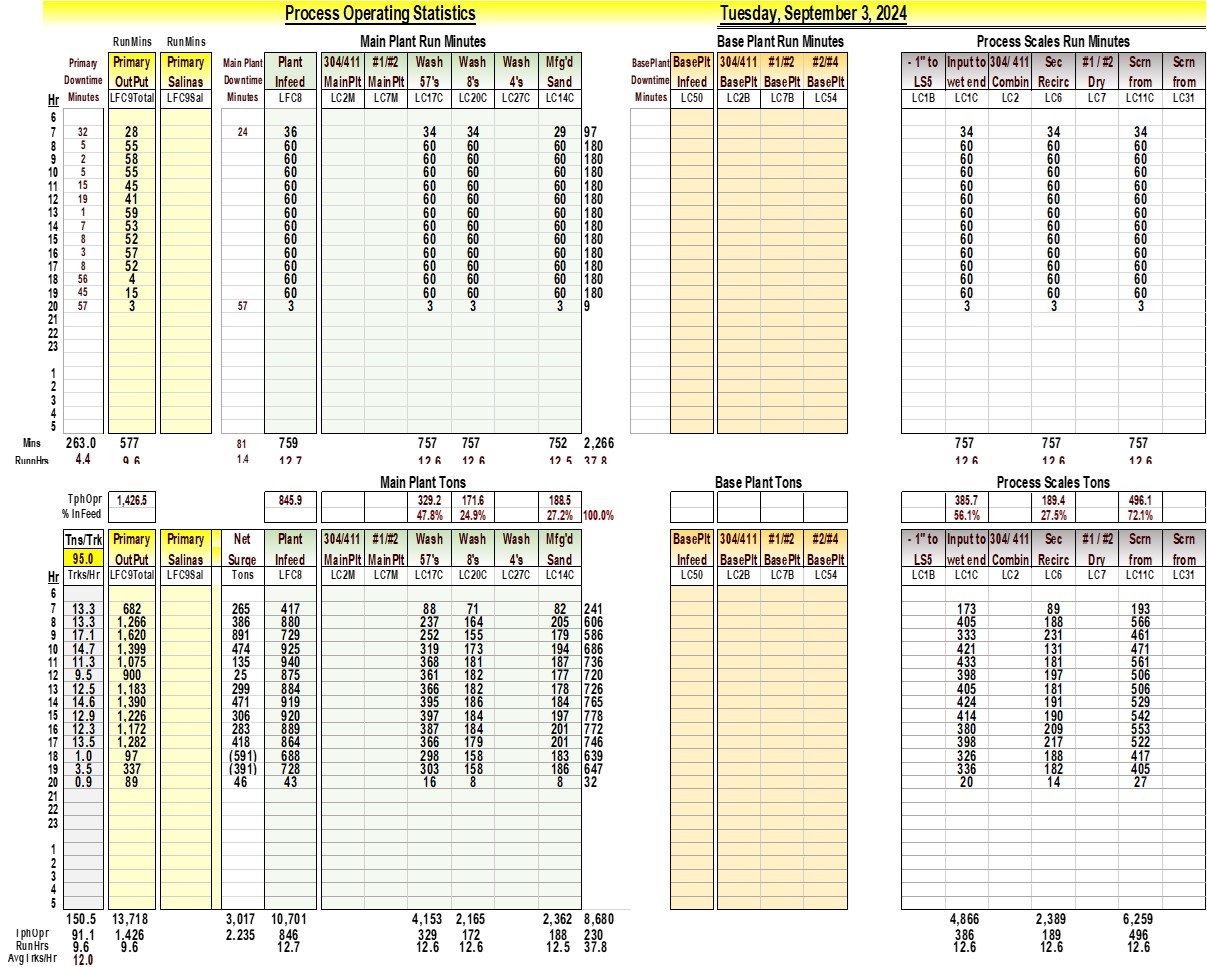 Process Operating Statistics Tuesday, September 3, 2024
RunMins RunMins Main Plant Run Minutes Base Plant Run Minutes Process Scales Run Minutes
Primary Primary Primary Main Plant Plant 304/411 #1/#2 Wash Wash Wash Mfg'd BasePlant BasePlt 304/411 #1/#2 #2/#4 - 1" to Input to 304/ 411 Sec #1 / #2 Scrn Scrn
Downtime OutPut Salinas Downtime Infeed MainPlt MainPlt 57's 8's 4's Sand Downtime Infeed BasePlt BasePlt BasePlt LS5 wet end Combin Recirc Dry from from
Hr Minutes LFC9Total LFC9Sal Minutes LFC8 LC2M LC7M LC17C LC20C LC27C LC14C Minutes LC50 LC2B LC7B LC54 LC1B LC1C LC2 LC6 LC7 LC11C LC31
6
7 32 28 24 36 34 34 29 97 34 34 34
8 5 55 60 60 60 60 180 60 60 60
9 2 58 60 60 60 60 180 60 60 60
10 5 55 60 60 60 60 180 60 60 60
11 15 45 60 60 60 60 180 60 60 60
12 19 41 60 60 60 60 180 60 60 60
13 1 59 60 60 60 60 180 60 60 60
14 7 53 60 60 60 60 180 60 60 60
15 8 52 60 60 60 60 180 60 60 60
16 3 57 60 60 60 60 180 60 60 60
17 8 52 60 60 60 60 180 60 60 60
18 56 4 60 60 60 60 180 60 60 60
19 45 15 60 60 60 60 180 60 60 60
20 57 3 57 3 3 3 3 9 3 3 3
21
22
23
1
2
3
4
5
Mins 263.0 577 81 759 757 757 752 2,266 757 757 757
RunnHrs 4.4 9.6 1.4 12.7 12.6 12.6 12.5 37.8 12.6 12.6 12.6
Main Plant Tons Base Plant Tons Process Scales Tons
TphOpr 1,426.5 845.9 329.2 171.6 188.5 385.7 189.4 496.1
% InFeed 47.8% 24.9% 27.2% 100.0% 56.1% 27.5% 72.1%
Tns/Trk Primary Primary Net Plant 304/411 #1/#2 Wash Wash Wash Mfg'd BasePlt 304/411 #1/#2 #2/#4 - 1" to Input to 304/ 411 Sec #1 / #2 Scrn Scrn
95.0 OutPut Salinas Surge Infeed MainPlt MainPlt 57's 8's 4's Sand Infeed BasePlt BasePlt BasePlt LS5 wet end Combin Recirc Dry from from
Hr Trks/Hr LFC9Total LFC9Sal Tons LFC8 LC2M LC7M LC17C LC20C LC27C LC14C LC50 LC2B LC7B LC54 LC1B LC1C LC2 LC6 LC7 LC11C LC31
6
7 13.3 682 265 417 88 71 82 241 173 89 193
8 13.3 1,266 386 880 237 164 205 606 405 188 566
9 17.1 1,620 891 729 252 155 179 586 333 231 461
10 14.7 1,399 474 925 319 173 194 686 421 131 471
11 11.3 1,075 135 940 368 181 187 736 433 181 561
12 9.5 900 25 875 361 182 177 720 398 197 506
13 12.5 1,183 299 884 366 182 178 726 405 181 506
14 14.6 1,390 471 919 395 186 184 765 424 191 529
15 12.9 1,226 306 920 397 184 197 778 414 190 542
16 12.3 1,172 283 889 387 184 201 772 380 209 553
17 13.5 1,282 418 864 366 179 201 746 398 217 522
18 1.0 97 (591) 688 298 158 183 639 326 188 417
19 3.5 337 (391) 728 303 158 186 647 336 182 405
20 0.9 89 46 43 16 8 8 32 20 14 27
21
22
23
1
2
3
4
5
150.5 13,718 3,017 10,701 4,153 2,165 2,362 8,680 4,866 2,389 6,259
TphOpr 91.1 1,426 2.235 846 329 172 188 230 386 189 496
RunHrs 9.6 9.6 12.7 12.6 12.6 12.5 37.8 12.6 12.6 12.6
AvgTrks/Hr 12.0